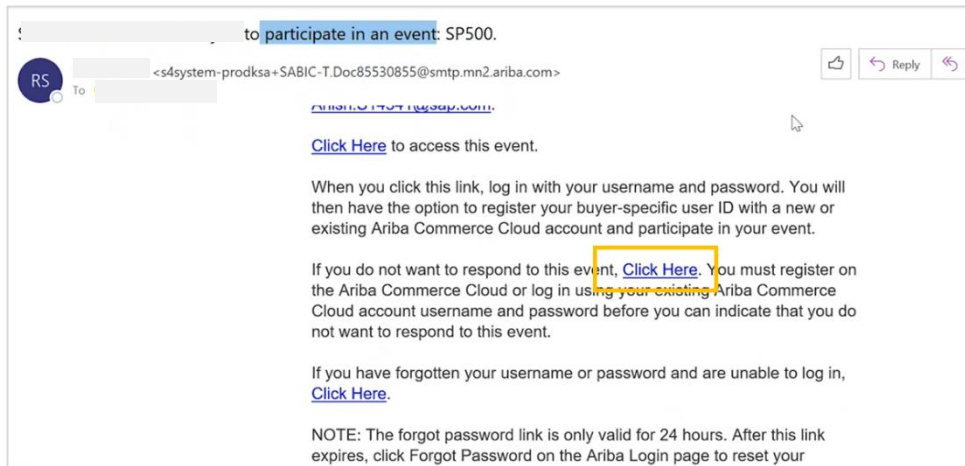 to participate in an event: SP500.
RS
<s4system-prodksa+SABIC-T.Doc85530855@smtp.mn2.ariba.com>
To
Reply
Click Here to access this event.
When you click this link, log in with your username and password. You will
then have the option to register your buyer-specific user ID with a new or
existing Ariba Commerce Cloud account and participate in your event.
If you do not want to respond to this event, Click Here. You must register on
the Ariba Commerce Cloud or log in using your existing Ariba Commerce
Cloud account username and password before you can indicate that you do
not want to respond to this event.
If you have forgotten your username or password and are unable to log in,
Click Here.
NOTE: The forgot password link is only valid for 24 hours. After this link
expires, click Forgot Password on the Ariba Login page to reset your